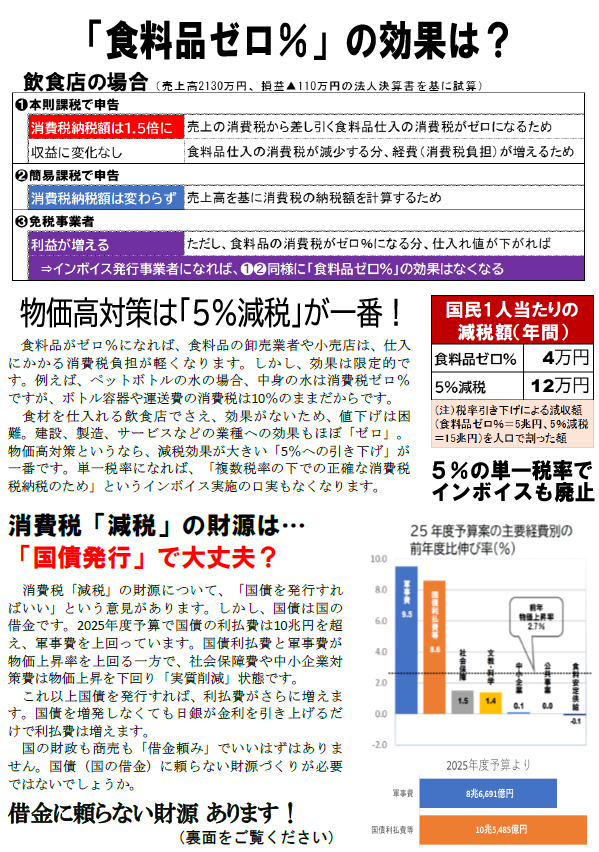 「食料品ゼロ％」の効果は？
飲食店の場合（売上高2130万円、損益▲110万円の法人決算書を基に試算）
❶本則課税で申告
消費税納税額は1.5倍に 売上の消費税から差し引く食料品仕入の消費税がゼロになるため
収益に変化なし 食料品仕入の消費税が減少する分、経費（消費税負担）が増えるため
❷簡易課税で申告
消費税納税額は変わらず 売上高を基に消費税の納税額を計算するため
❸免税事業者
利益が増える ただし、食料品の消費税がゼロ％になる分、仕入れ値が下がれば
⇒インボイス発行事業者になれば、❶❷同様に「食料品ゼロ％」の効果はなくなる
物価高対策は「５％減税」が一番！
食料品がゼロ％になれば、食料品の卸売業者や小売店は、仕入
にかかる消費税負担が軽くなります。しかし、効果は限定的で
す。例えば、ペットボトルの水の場合、中身の水は消費税ゼロ％
ですが、ボトル容器や運送費の消費税は10％のままだからです。
食材を仕入れる飲食店でさえ、効果がないため、値下げは困
難。建設、製造、サービスなどの業種への効果もほぼ「ゼロ」。
物価高対策というなら、減税効果が大きい「5％への引き下げ」が
一番です。単一税率になれば、「複数税率の下での正確な消費税
税納税のため」というインボイス実施の口実もなくなります。
国民１人当たりの
減税額（年間）
食料品ゼロ％ 4万円
5％減税 12万円
（注）税率引き下げによる減収額
（食料品ゼロ％＝5兆円、5％減税
＝15兆円）を人口で割った額
５％の単一税率で
インボイスも廃止
消費税「減税」の財源は…
「国債発行」で大丈夫？
消費税「減税」の財源について、「国債を発行すれ
ばいい」という意見があります。しかし、国債は国の
借金です。2025年度予算で国債の利払費は10兆円を超
え、軍事費を上回っています。国債利払費と軍事費が
物価上昇率を上回る一方で、社会保障費や中小企業対
策費は物価上昇を下回り「実質削減」状態です。
これ以上国債を発行すれば、利払費がさらに増えま
す。国債を増発しなくても日銀が金利を引き上げるだ
けで利払費は増えます。
国の財政も商売も「借金頼み」でいいはずはありま
せん。国債（国の借金）に頼らない財源づくりが必要
ではないでしょうか。
借金に頼らない財源 あります！
（裏面をご覧ください）
25年度予算案の主要経費別の
前年度比伸び率(%)
10.0
8.0
6.0
4.0
2.0
0.0
-2.0
軍事費
9.5
国債利払費等
8.6
社会保障
1.5
文教・科学
1.4
中小企業
0.1
公共事業
0.0
食料安定供給
-0.1
前年
物価上昇率
2.7%
2025年度予算より
軍事費 8兆6,691億円
国債利払費等 10兆5,485億円